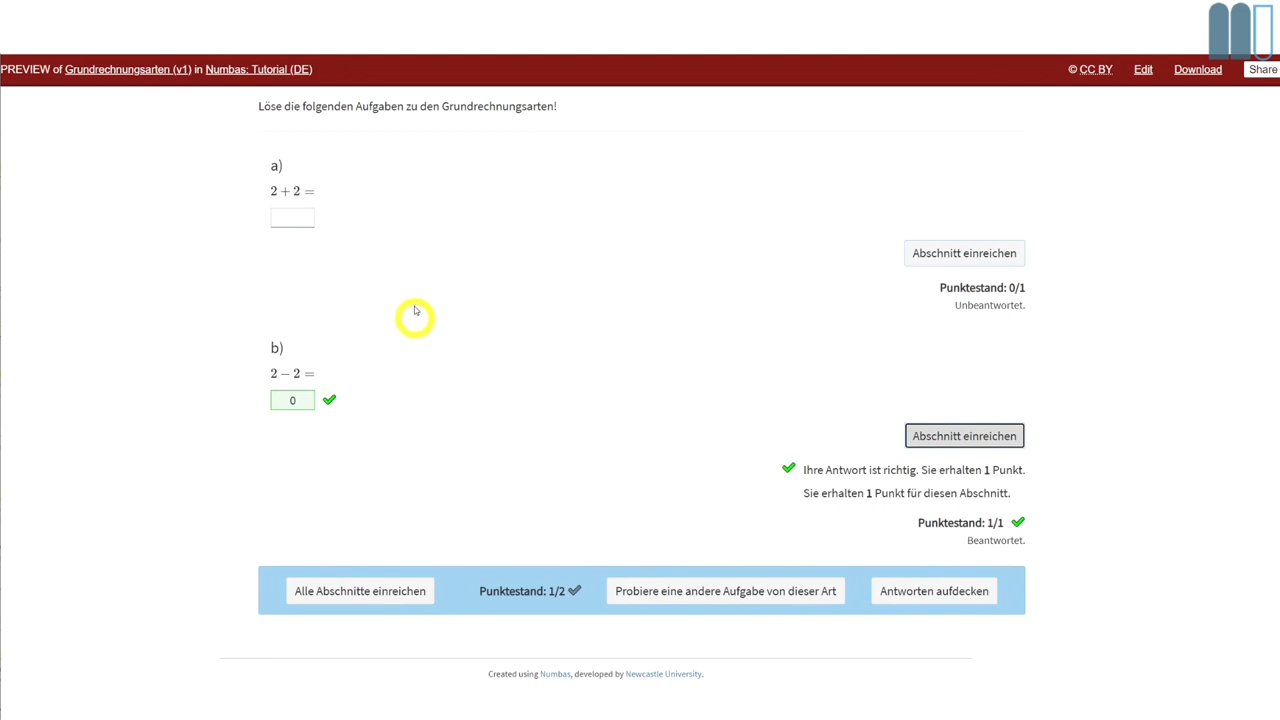 PREVIEW of Grundrechnungsarten (v1) in Numbas: Tutorial (DE) © CC BY Edit Download Share
Löse die folgenden Aufgaben zu den Grundrechnungsarten!
a)
2 + 2 =
Abschnitt einreichen
Punktestand: 0/1
Unbeantwortet.
b)
2 − 2 =
0
Abschnitt einreichen
Ihre Antwort ist richtig. Sie erhalten 1 Punkt.
Sie erhalten 1 Punkt für diesen Abschnitt.
Punktestand: 1/1
Beantwortet.
Alle Abschnitte einreichen Punktestand: 1/2 Probiere eine andere Aufgabe von dieser Art Antworten aufdecken
Created using Numbas, developed by Newcastle University.